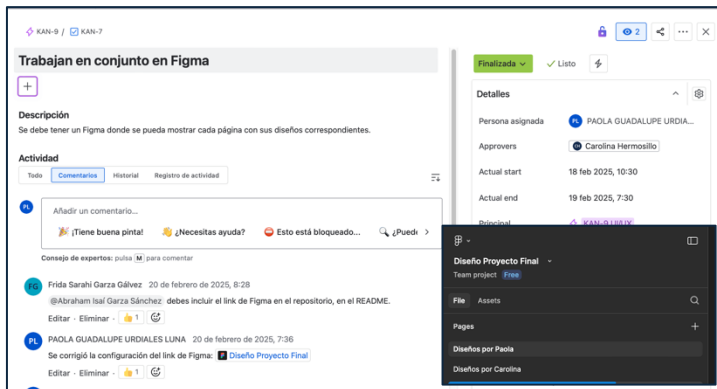 KAN-9 / KAN-7
2
Trabajan en conjunto en Figma
Descripción
Se debe tener un Figma donde se pueda mostrar cada página con sus diseños correspondientes.
Actividad
Todo Comentarios Historial Registro de actividad
PL
Añadir un comentario...
¡Tiene buena pinta! ¿Necesitas ayuda? Esto está bloqueado... ¿Puede
Consejo de expertos: pulsa M para comentar
FG Frida Sarahi Garza Gálvez 20 de febrero de 2025, 8:28
@Abraham Isaí Garza Sánchez debes incluir el link de Figma en el repositorio, en el README.
Editar · Eliminar · 1
PL PAOLA GUADALUPE URDIALES LUNA 20 de febrero de 2025, 7:36
Se corrigió la configuración del link de Figma: Diseño Proyecto Final
Editar · Eliminar · 1
Finalizada Listo
Detalles
Persona asignada PL PAOLA GUADALUPE URDIA...
Approvers Carolina Hermosillo
Actual start 18 feb 2025, 10:30
Actual end 19 feb 2025, 7:30
Principal KAN-9 UI/UX
Diseño Proyecto Final
Team project Free
File Assets
Pages
Diseños por Paola
Diseños por Carolina